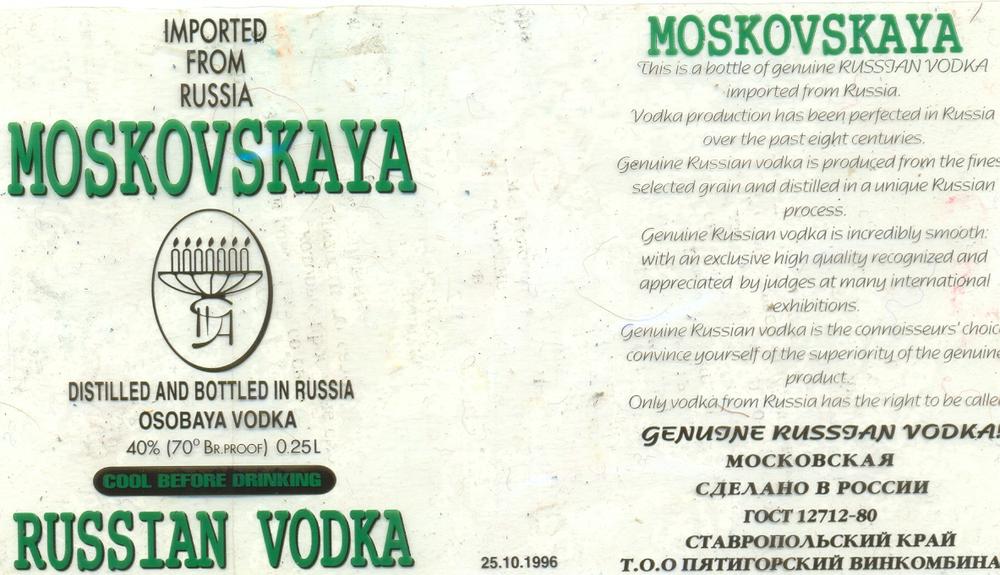 IMPORTED
FROM
RUSSIA
MOSKOVSKAYA
DISTILLED AND BOTTLED IN RUSSIA
OSOBAYA VODKA
40% (70° BR.PROOF) 0.25L
COOL BEFORE DRINKING
RUSSIAN VODKA
25.10.1996
MOSKOVSKAYA
This is a bottle of genuine RUSSIAN VODKA
imported from Russia.
Vodka production has been perfected in Russia
over the past eight centuries.
Genuine Russian vodka is produced from the fines
selected grain and distilled in a unique Russian
process.
Genuine Russian vodka is incredibly smooth:
with an exclusive high quality recognized and
appreciated by judges at many international
exhibitions.
Genuine Russian vodka is the connoisseurs' choic
convince yourself of the superiority of the genuine
product.
Only vodka from Russia has the right to be calle
GENUINE RUSSIAN VODKA!
МОСКОВСКАЯ
СДЕЛАНО В РОССИИ
ГОСТ 12712-80
СТАВРОПОЛЬСКИЙ КРАЙ
Т.О.О ПЯТИГОРСКИЙ ВИНКОМБИНА